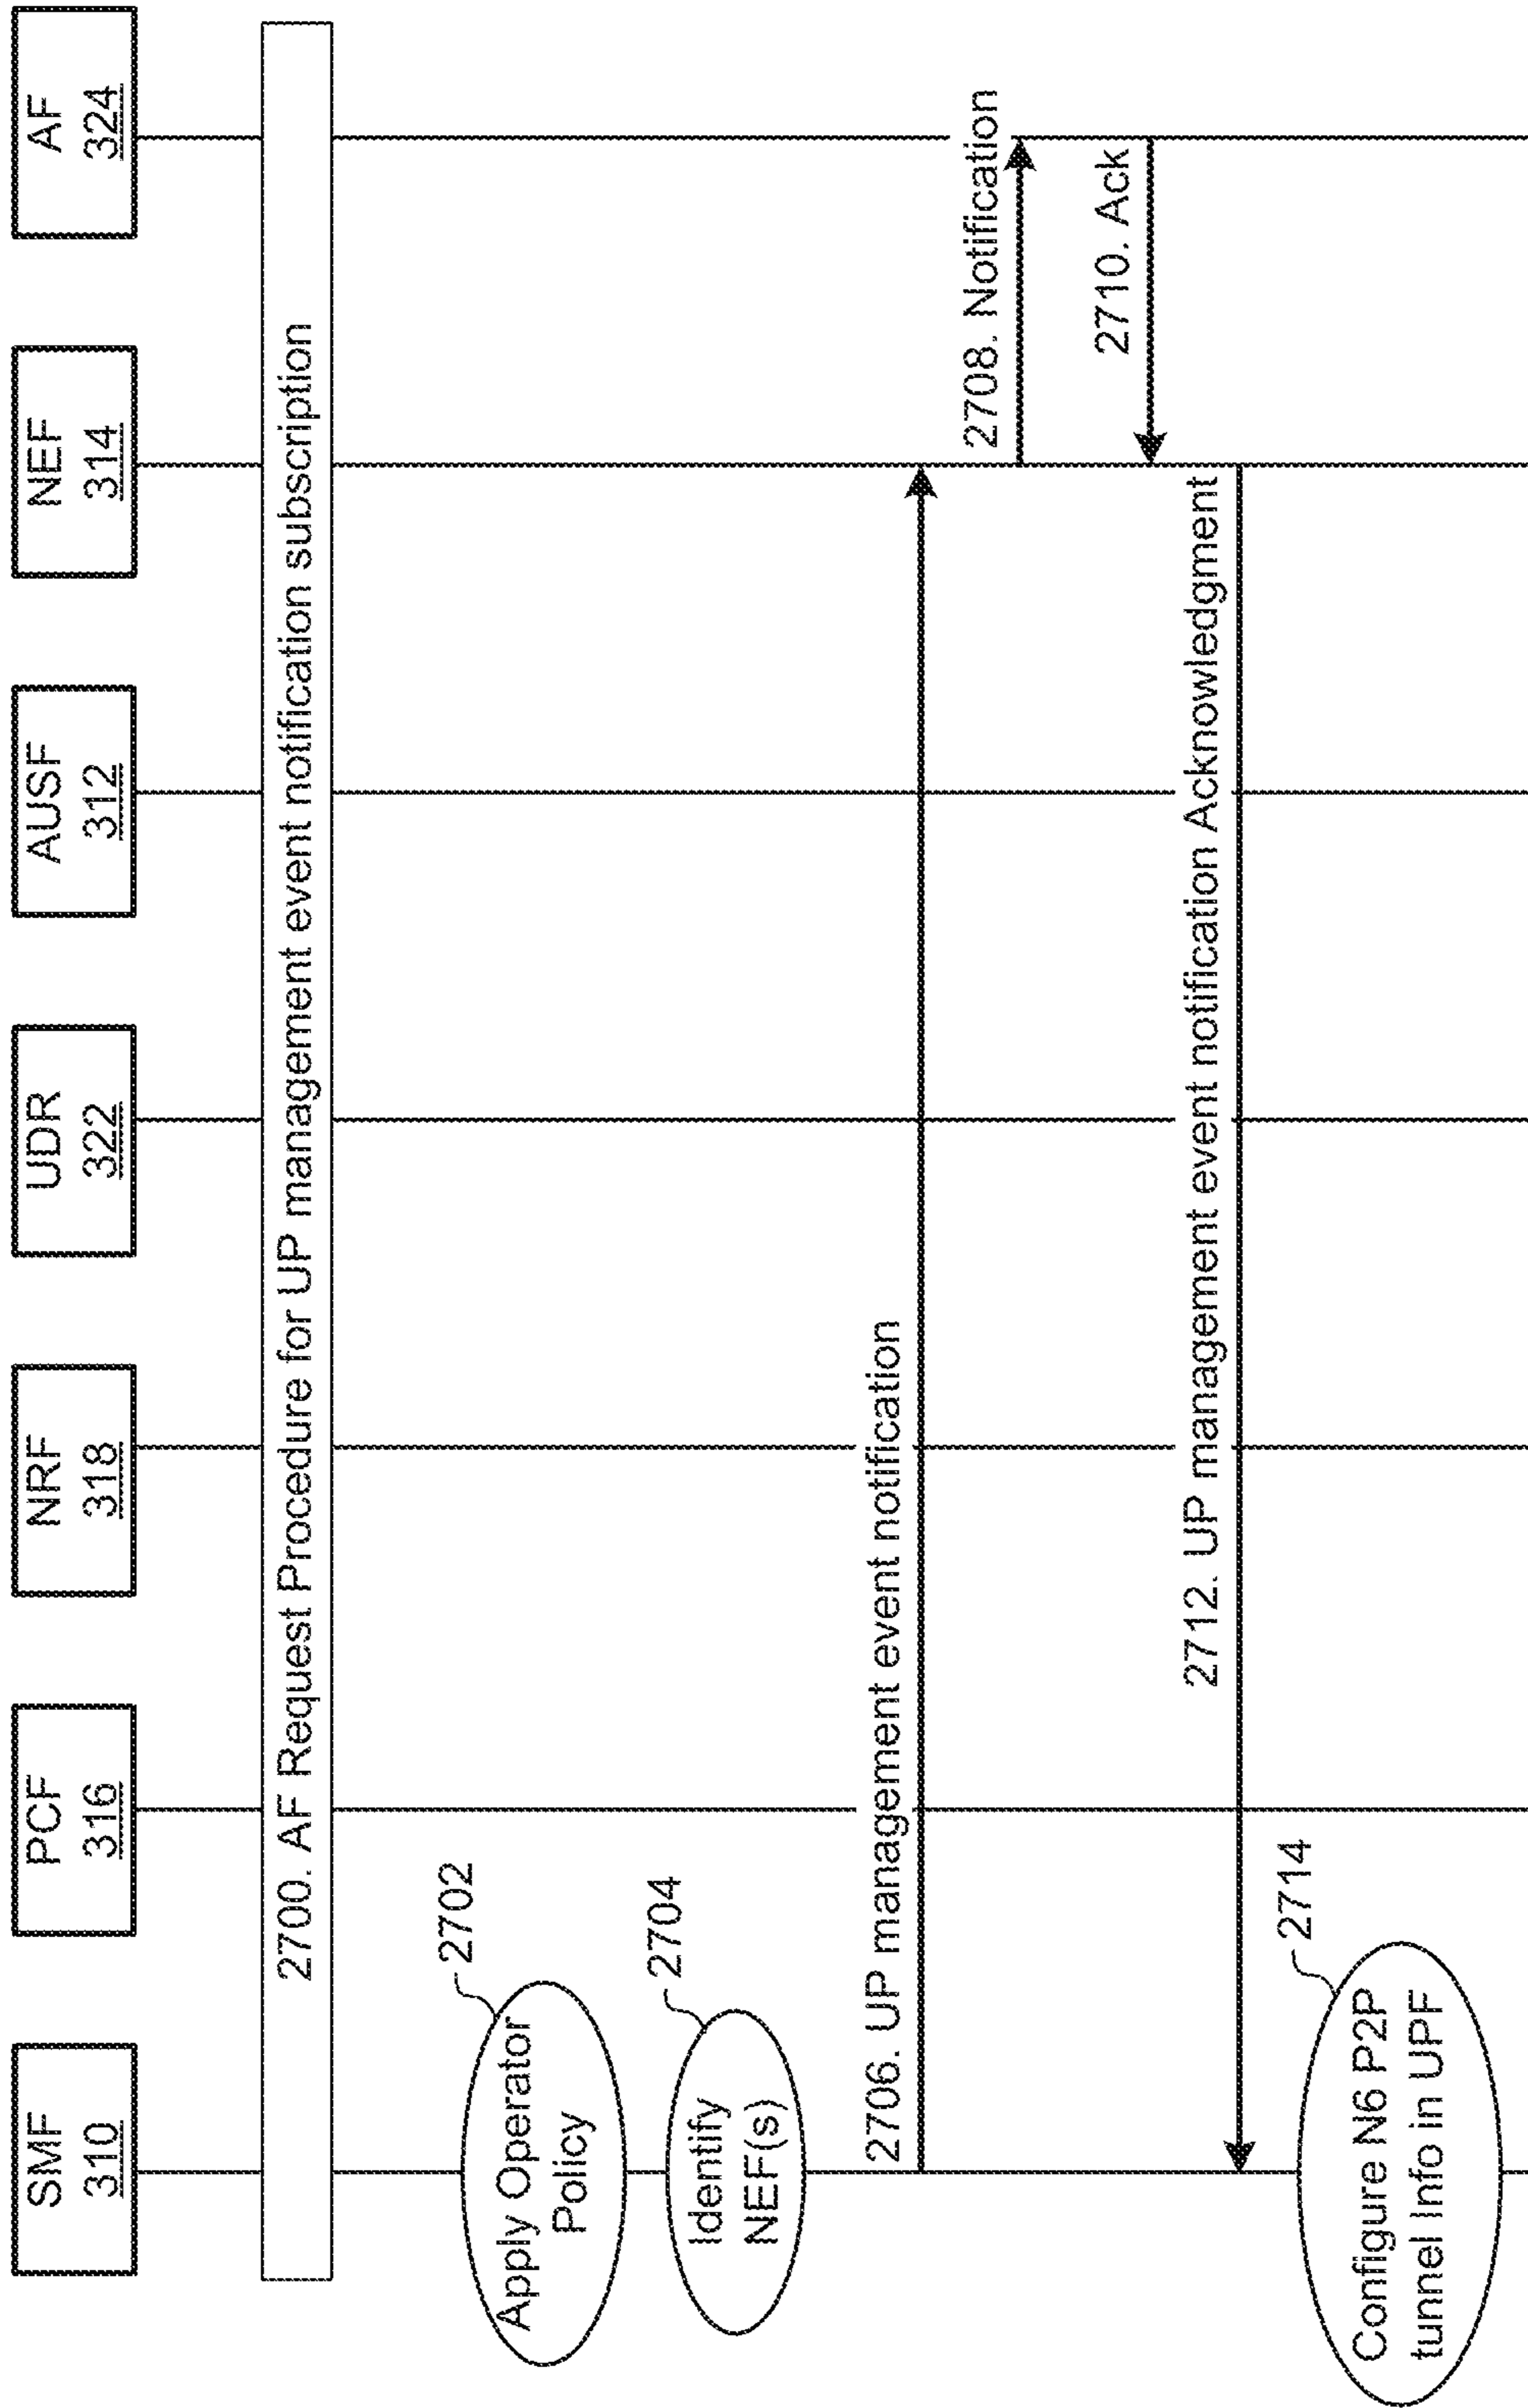 SMF
310
PCF
316
NRF
318
UDR
322
AUSF
312
NEF
314
AF
324
2700. AF Request Procedure for UP management event notification subscription
2702
Apply Operator
Policy
2704
Identify
NEF(s)
2706. UP management event notification
2708. Notification
2710. Ack
2712. UP management event notification Acknowledgment
2714
Configure N6 P2P
tunnel Info in UPF